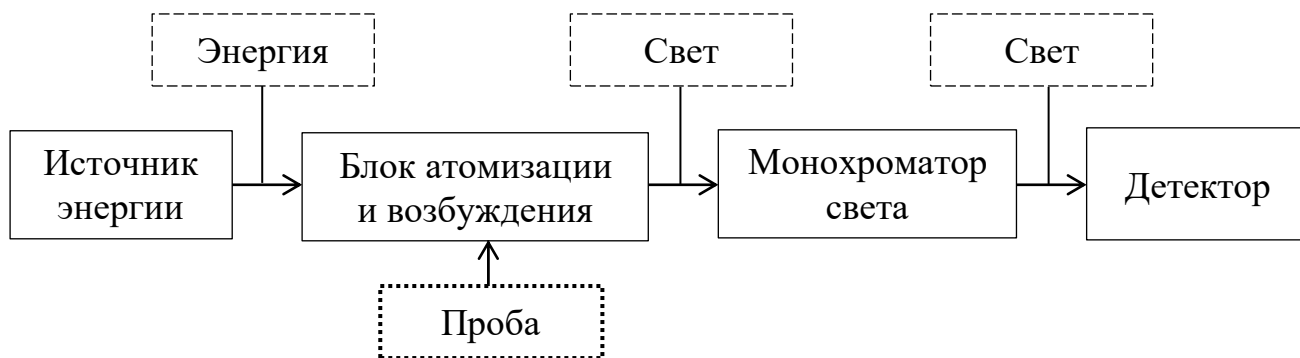 Энергия
Свет
Свет
Источник
энергии
Блок атомизации
и возбуждения
Монохроматор
света
Детектор
Проба